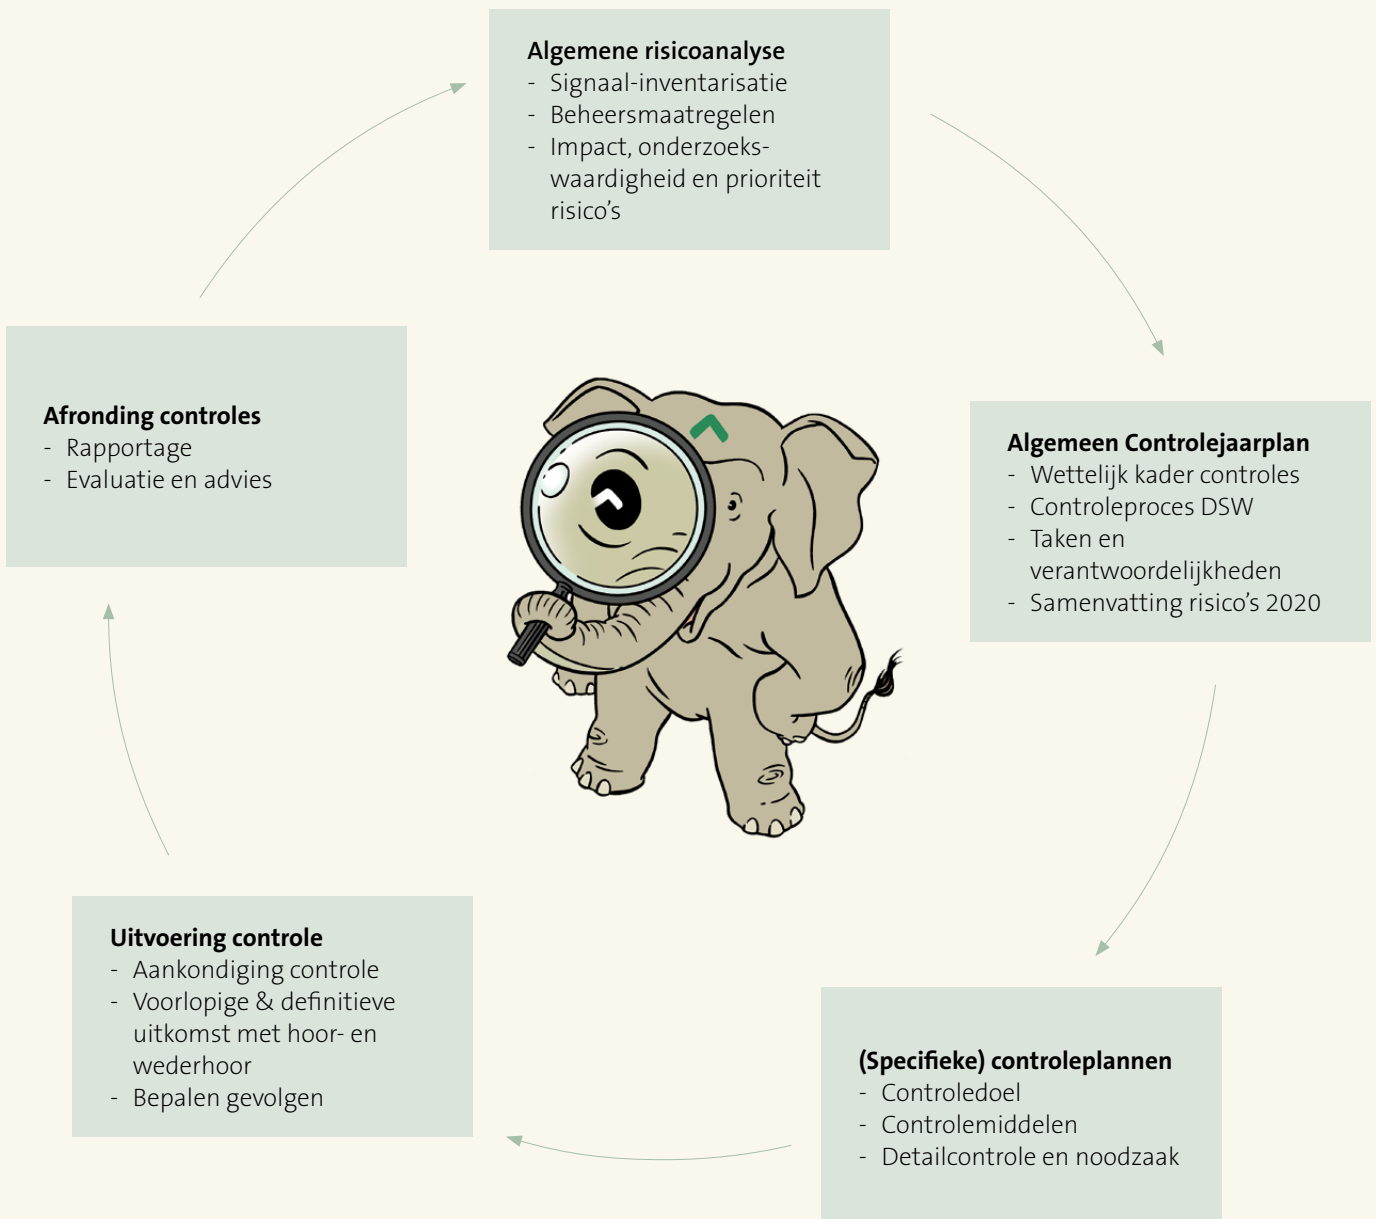 Algemene risicoanalyse
- Signaal-inventarisatie
- Beheersmaatregelen
- Impact, onderzoeks-
waardigheid en prioriteit
risico's
Algemeen Controlejaarplan
- Wettelijk kader controles
- Controleproces DSW
- Taken en
verantwoordelijkheden
- Samenvatting risico's 2020
(Specifieke) controleplannen
- Controledoel
- Controlemiddelen
- Detailcontrole en noodzaak
Uitvoering controle
- Aankondiging controle
- Voorlopige & definitieve
uitkomst met hoor- en
wederhoor
- Bepalen gevolgen
Afronding controles
- Rapportage
- Evaluatie en advies